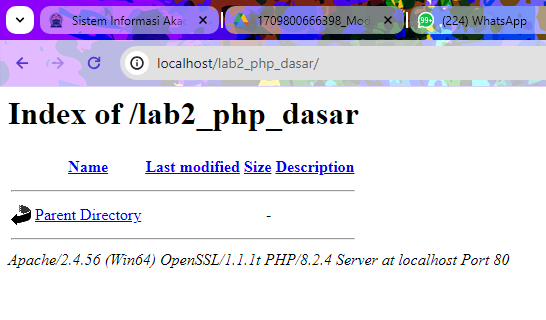 Sistem Informasi Aka
1709800666398_Mod
99+
(224) WhatsApp
localhost/lab2_php_dasar/
Index of /lab2_php_dasar
Name Last modified Size Description
Parent Directory -
Apache/2.4.56 (Win64) OpenSSL/1.1.1t PHP/8.2.4 Server at localhost Port 80